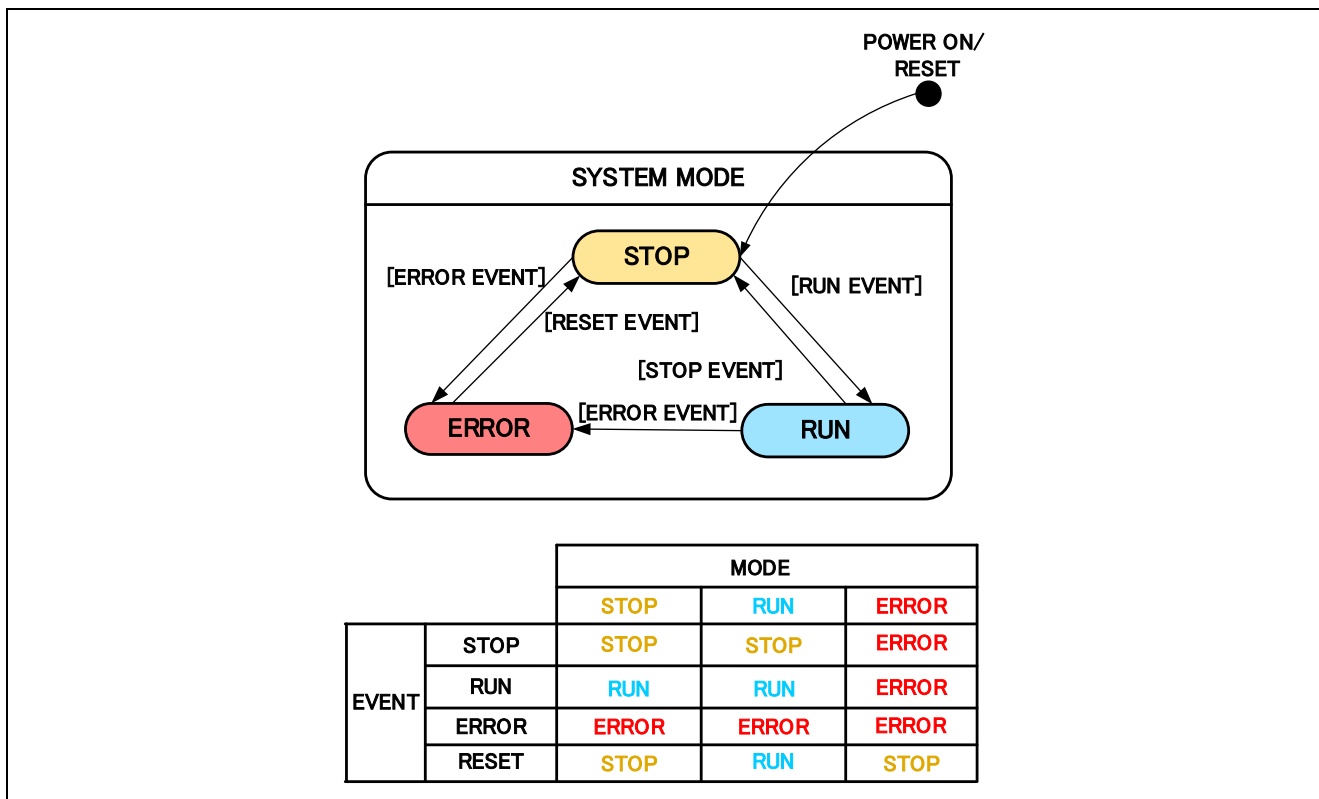 POWER ON/
RESET
SYSTEM MODE
STOP
[ERROR EVENT]
[RUN EVENT]
[RESET EVENT]
[STOP EVENT]
[ERROR EVENT]
ERROR
RUN
MODE
STOP RUN ERROR
STOP STOP STOP ERROR
EVENT
RUN RUN RUN ERROR
ERROR ERROR ERROR ERROR
RESET STOP RUN STOP